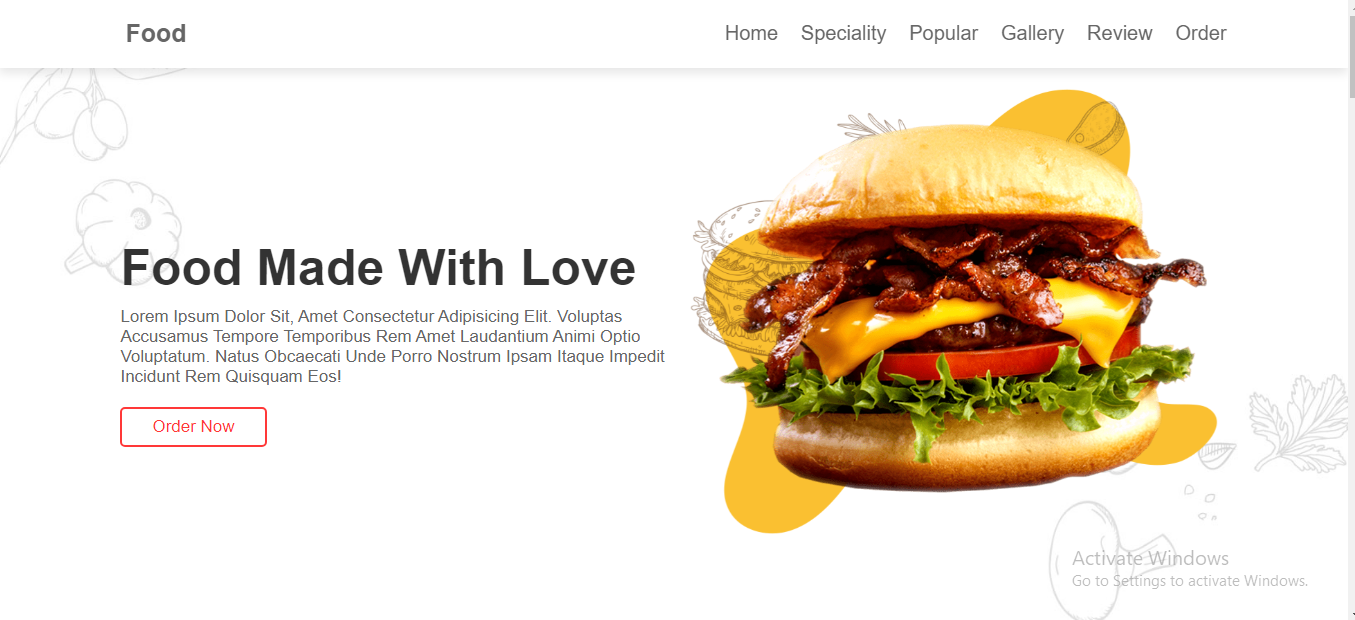 Food
Home Speciality Popular Gallery Review Order
Food Made With Love
Lorem Ipsum Dolor Sit, Amet Consectetur Adipisicing Elit. Voluptas
Accusamus Tempore Temporibus Rem Amet Laudantium Animi Optio
Voluptatum. Natus Obcaecati Unde Porro Nostrum Ipsam Itaque Impedit
Incidunt Rem Quisquam Eos!
Order Now
Activate Windows
Go to Settings to activate Windows.